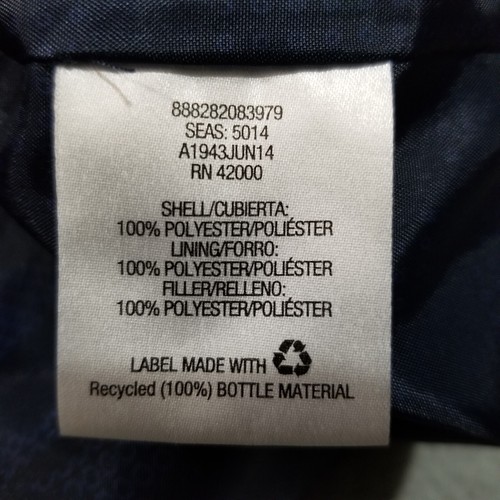 888282083979
SEAS: 5014
A1943JUN14
RN 42000
SHELL/CUBIERTA:
100% POLYESTER/POLIÉSTER
LINING/FORRO:
100% POLYESTER/POLIÉSTER
FILLER/RELLENO:
100% POLYESTER/POLIÉSTER
LABEL MADE WITH
Recycled (100%) BOTTLE MATERIAL